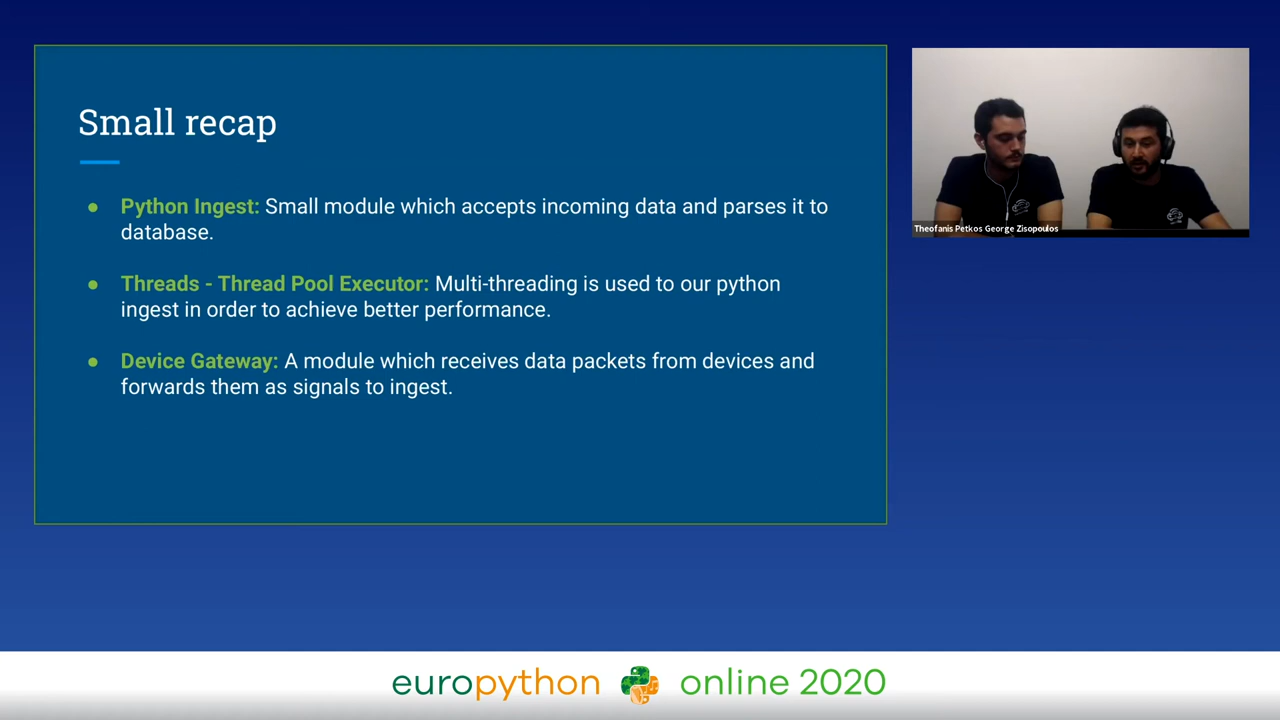 Small recap
● Python Ingest: Small module which accepts incoming data and parses it to
database.
● Threads - Thread Pool Executor: Multi-threading is used to our python
ingest in order to achieve better performance.
● Device Gateway: A module which receives data packets from devices and
forwards them as signals to ingest.
Theofanis Petkos George Zisopoulos
europython online 2020